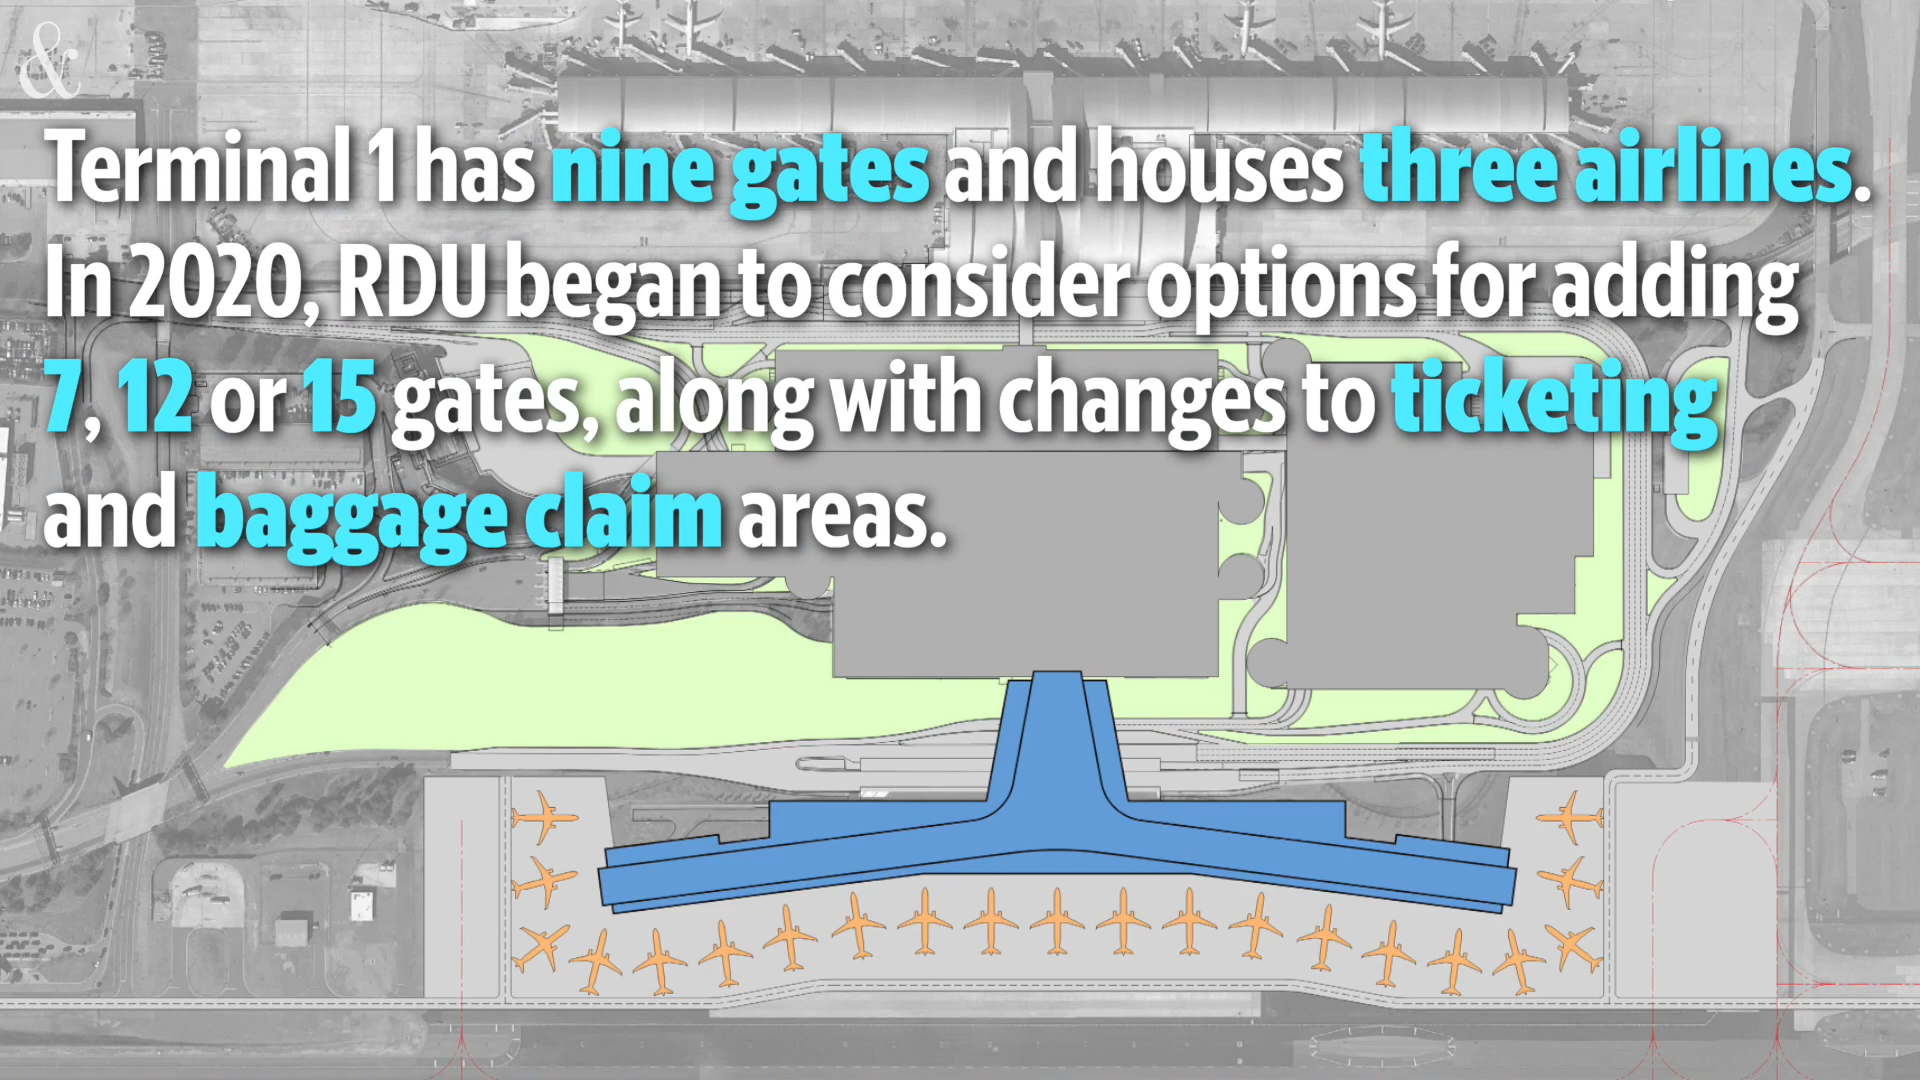 &
Terminal 1 has nine gates and houses three airlines.
In 2020, RDU began to consider options for adding
7, 12 or 15 gates, along with changes to ticketing
and baggage claim areas.